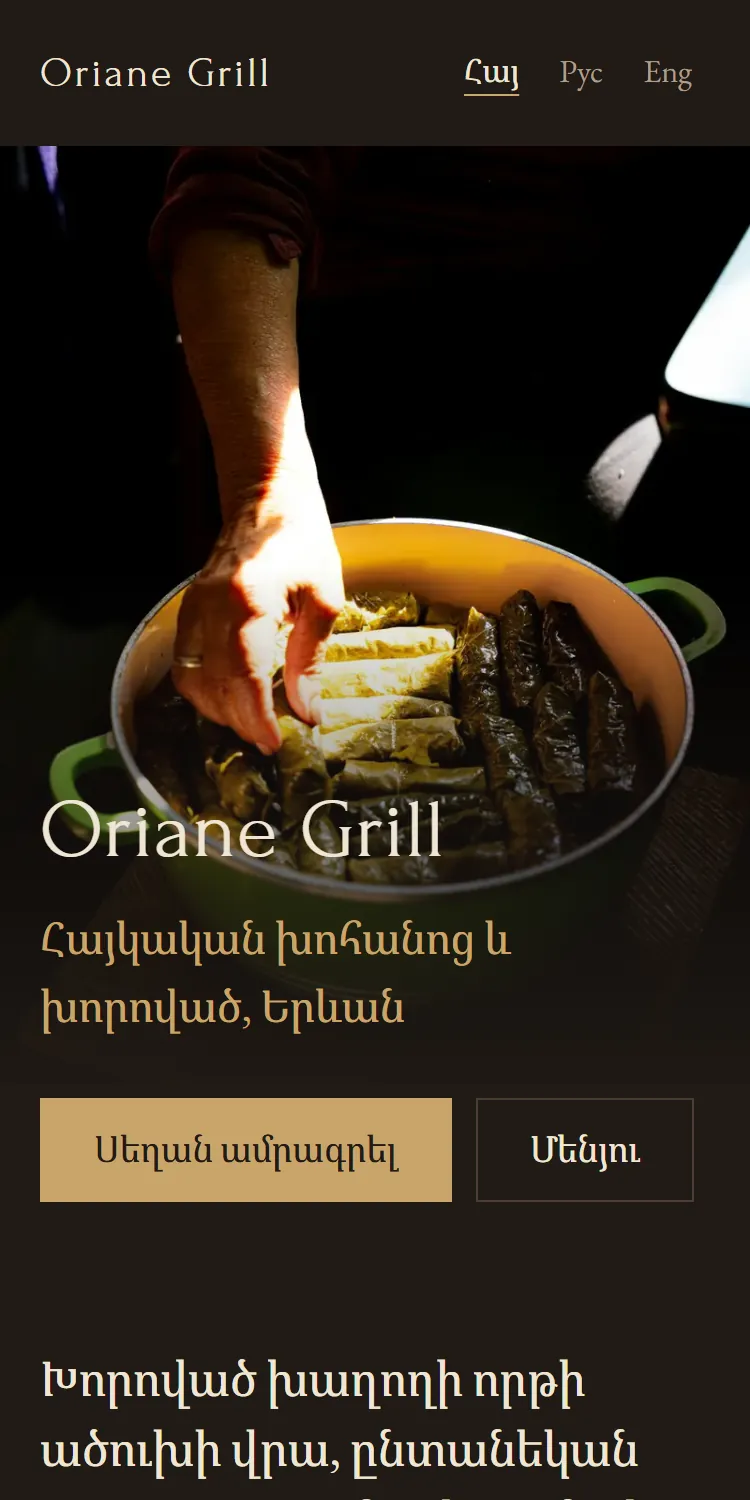 Oriane Grill
Հայ Рус Eng
Oriane Grill
Հայկական խոհանոց և
խորոված, Երևան
Սեղան ամրագրել
Մենյու
Խորոված խաղողի որթի
ածուխի վրա, ընտանեկան